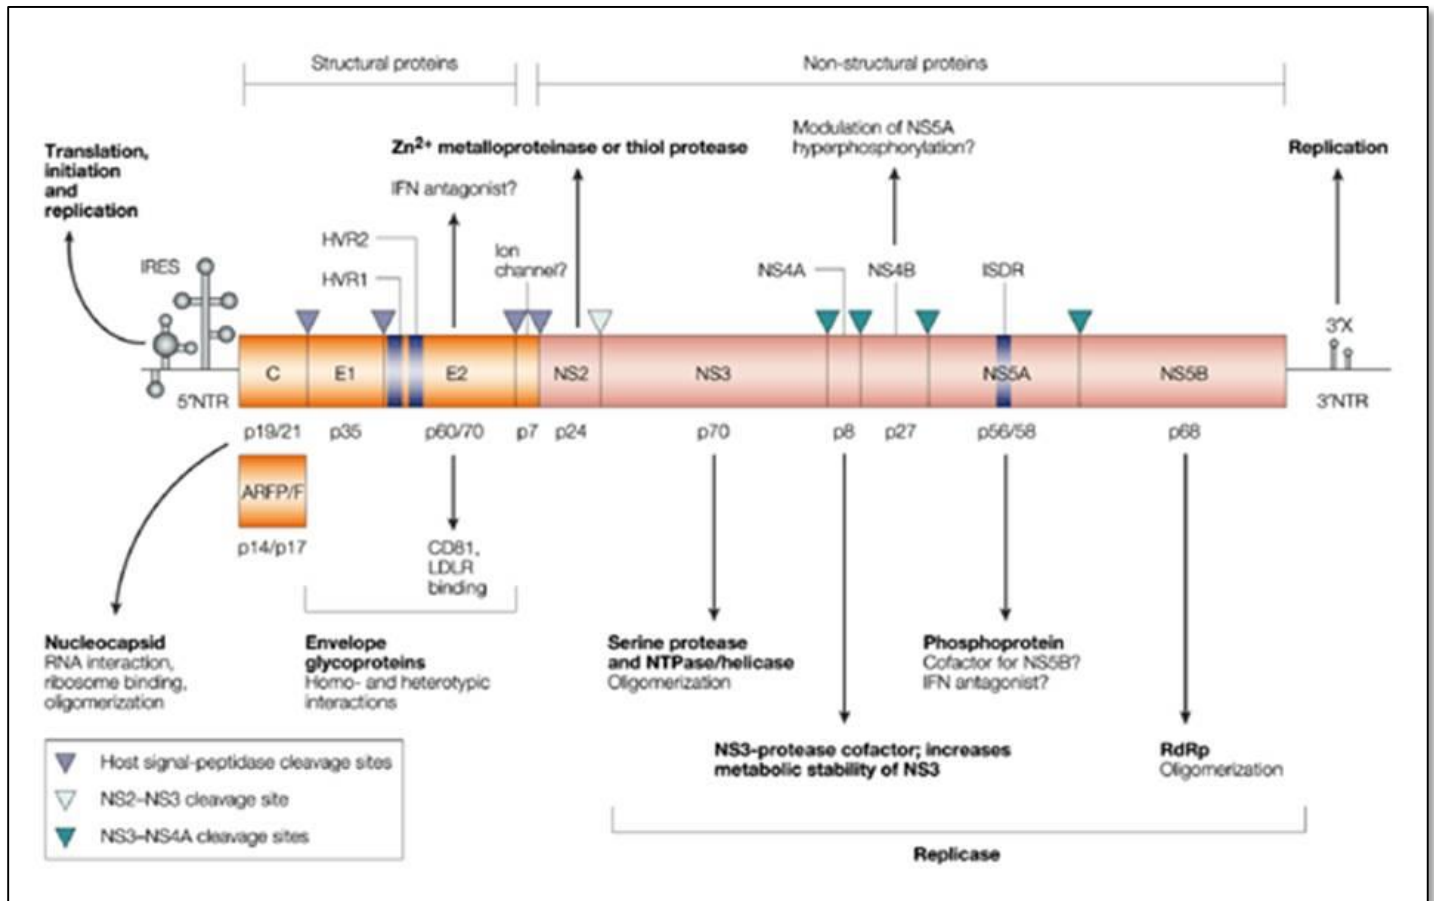 Structural proteins
Non-structural proteins
Translation,
initiation
and
replication
Zn²⁺ metalloproteinase or thiol protease
Modulation of NS5A
hyperphosphorylation?
Replication
IFN antagonist?
HVR2
HVR1
Ion
channel?
IRES
NS4A
NS4B
ISDR
3'X
C
E1
E2
NS2
NS3
NS5A
NS5B
5'NTR
3'NTR
p19/21
p35
p60/70
p7
p24
p70
p8
p27
p56/58
p68
ARFP/F
p14/p17
CD81,
LDLR
binding
Nucleocapsid
RNA interaction,
ribosome binding,
oligomerization
Envelope
glycoproteins
Homo- and heterotypic
interactions
Serine protease
and NTPase/helicase
Oligomerization
Phosphoprotein
Cofactor for NS5B?
IFN antagonist?
NS3-protease cofactor; increases
metabolic stability of NS3
RdRp
Oligomerization
Host signal-peptidase cleavage sites
NS2–NS3 cleavage site
NS3–NS4A cleavage sites
Replicase